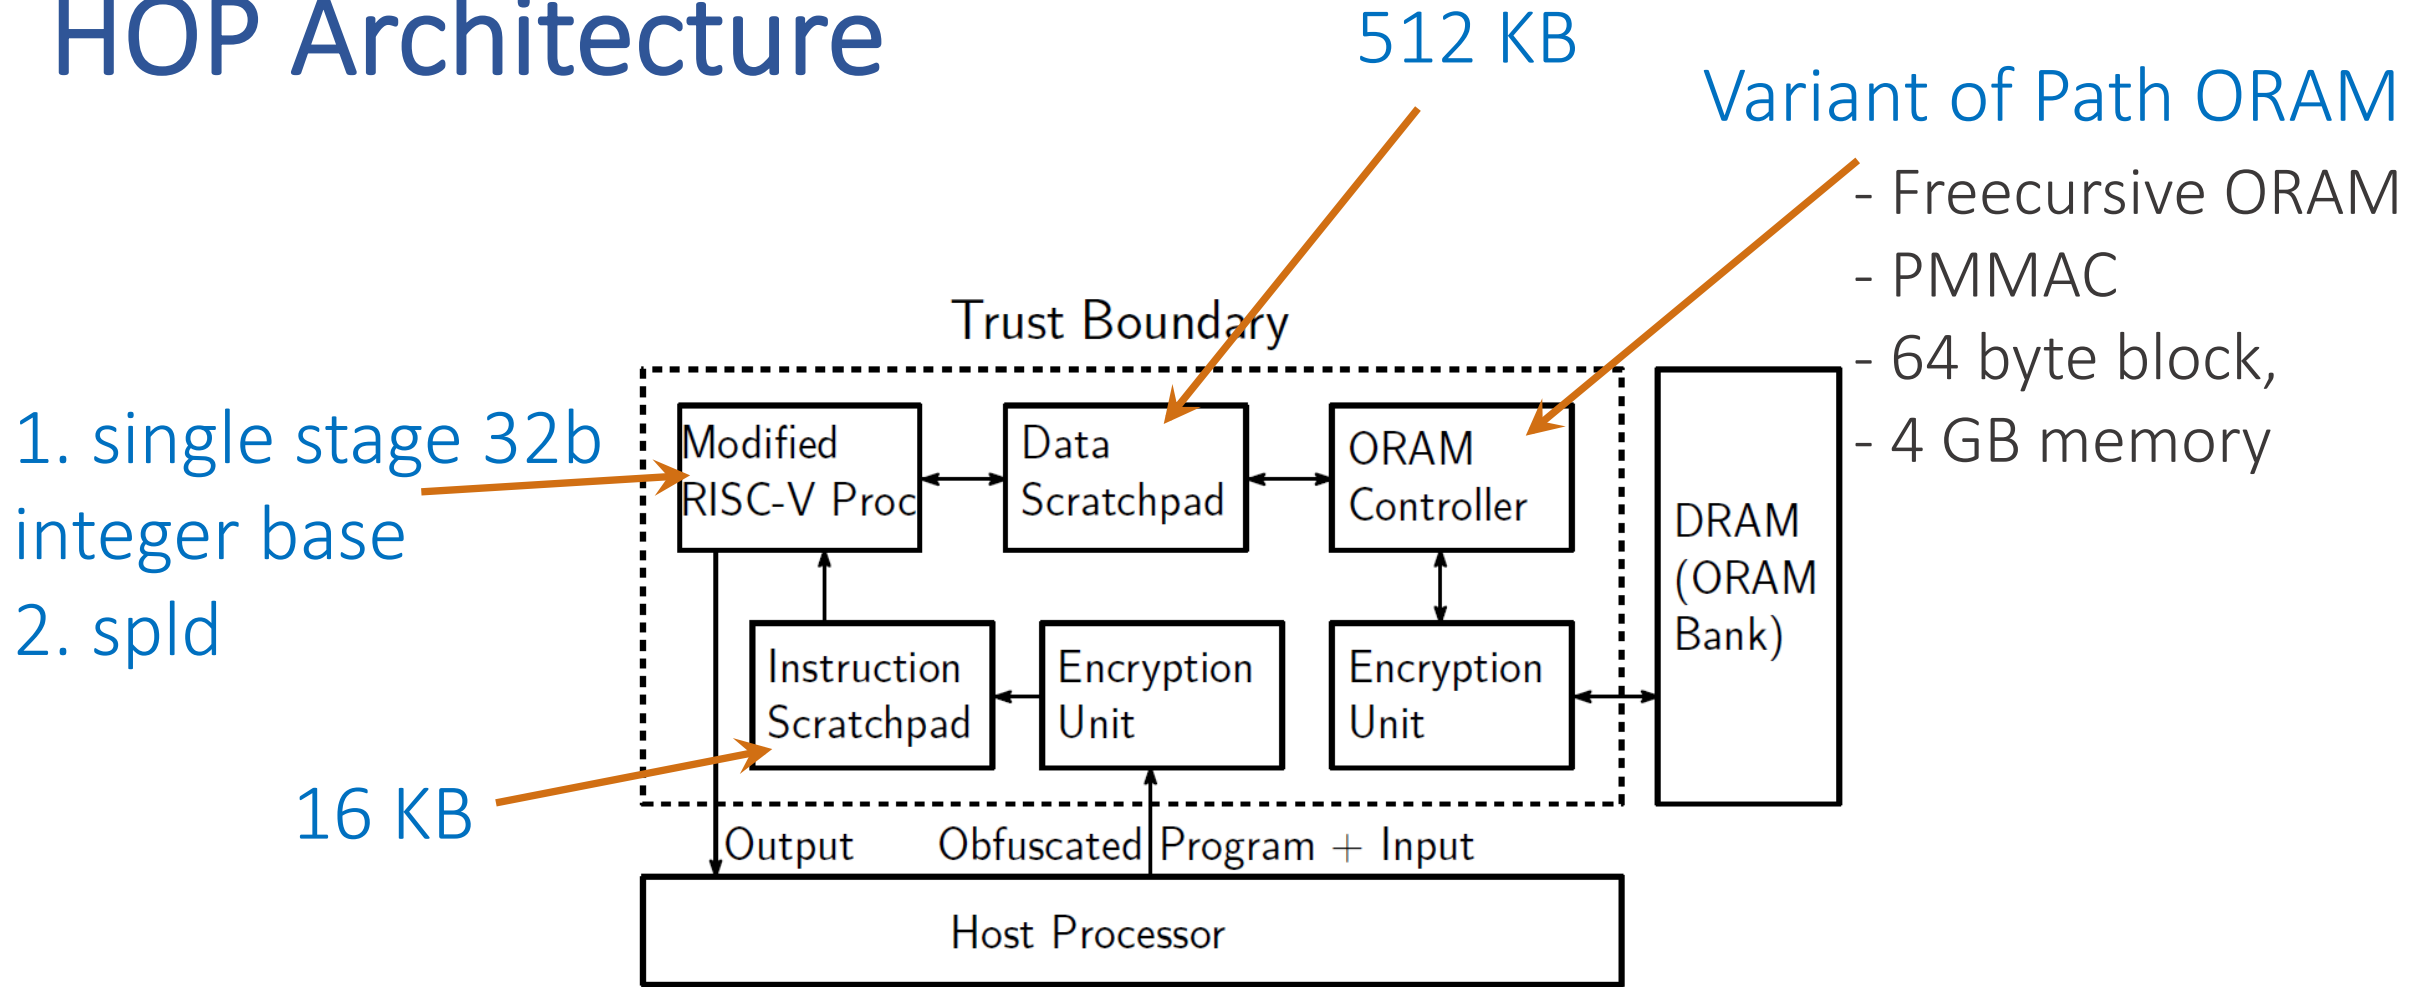 HOP Architecture
512 KB
Variant of Path ORAM
- Freecursive ORAM
- PMMAC
- 64 byte block,
- 4 GB memory
Trust Boundary
1. single stage 32b
integer base
2. spld
Modified
RISC-V Proc
Data
Scratchpad
ORAM
Controller
DRAM
(ORAM
Bank)
Instruction
Scratchpad
Encryption
Unit
Encryption
Unit
16 KB
Output
Obfuscated Program + Input
Host Processor